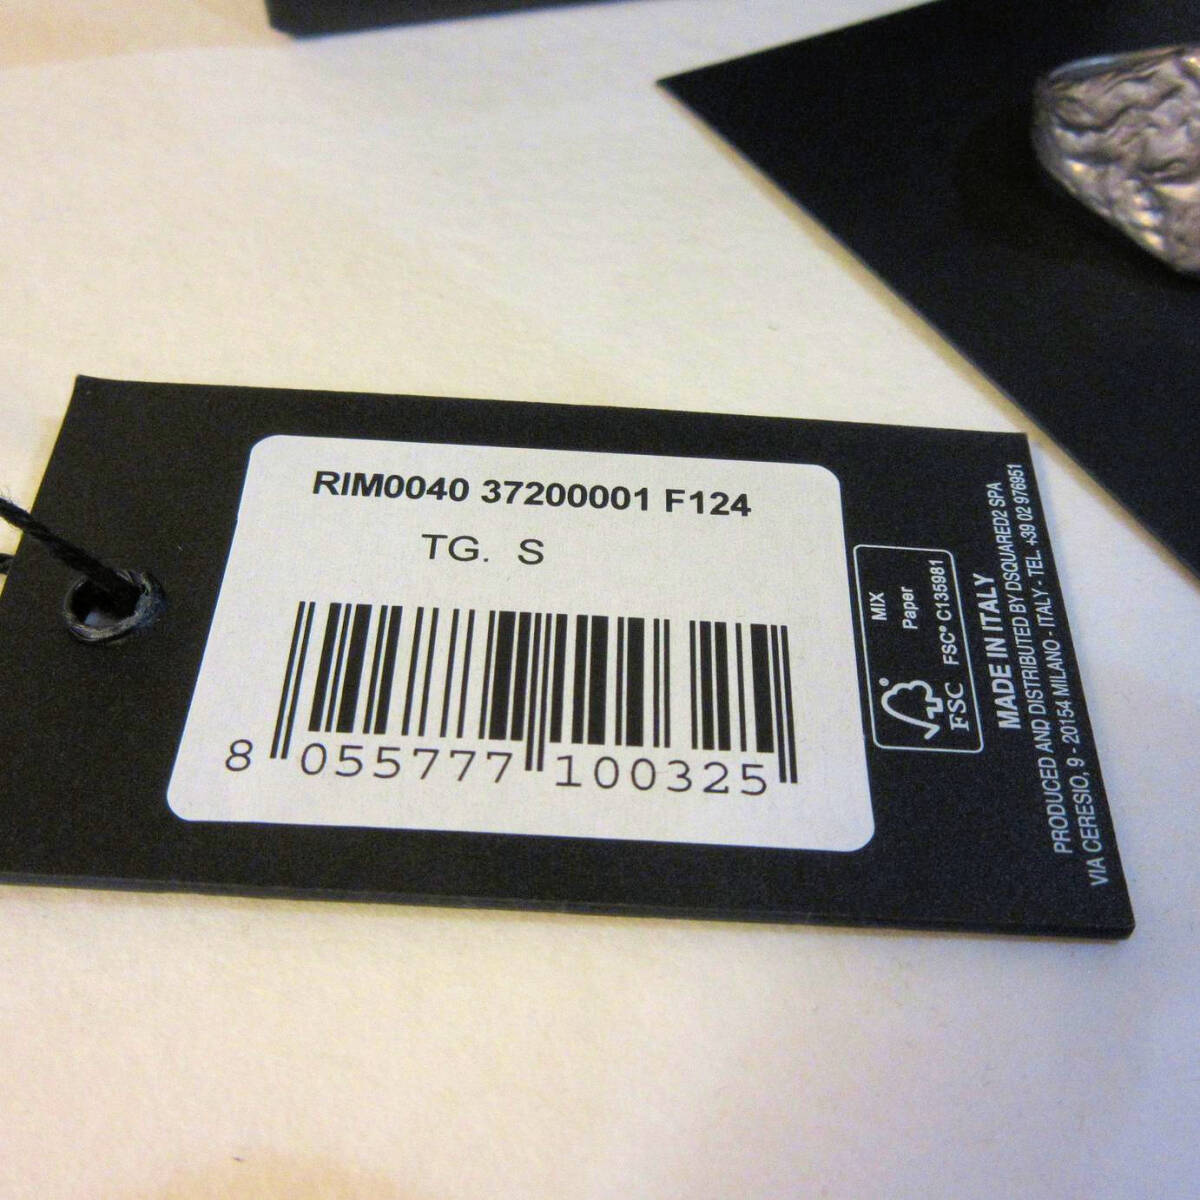 RIM0040 37200001 F124
TG. S
8 055777 100325
MIX
Paper
FSC® C135981
FSC
MADE IN ITALY
PRODUCED AND DISTRIBUTED BY DSQUARED2 SPA
VIA CERESIO, 9 - 20154 MILANO - ITALY - TEL. +39 02 976951